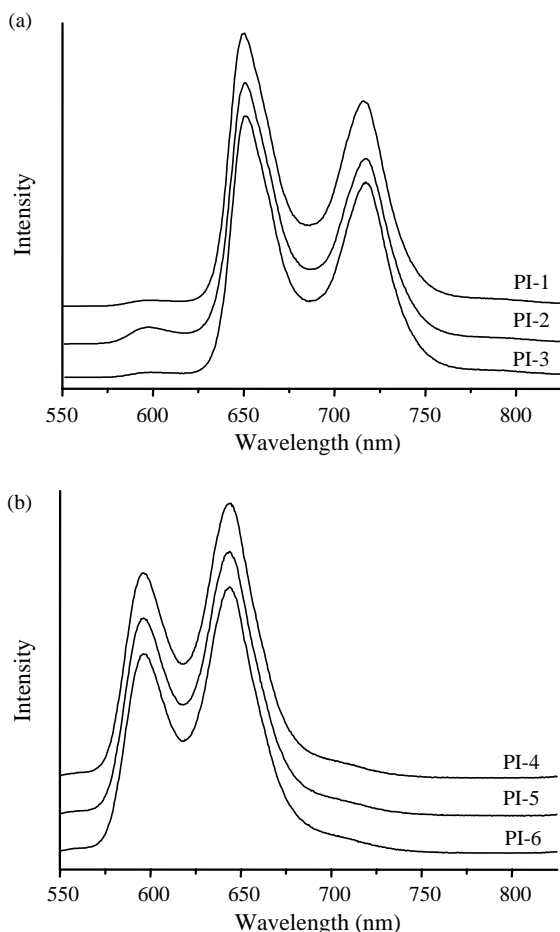 (a)
Intensity
PI-1
PI-2
PI-3
550 600 650 700 750 800
Wavelength (nm)
(b)
Intensity
PI-4
PI-5
PI-6
550 600 650 700 750 800
Wavelength (nm)